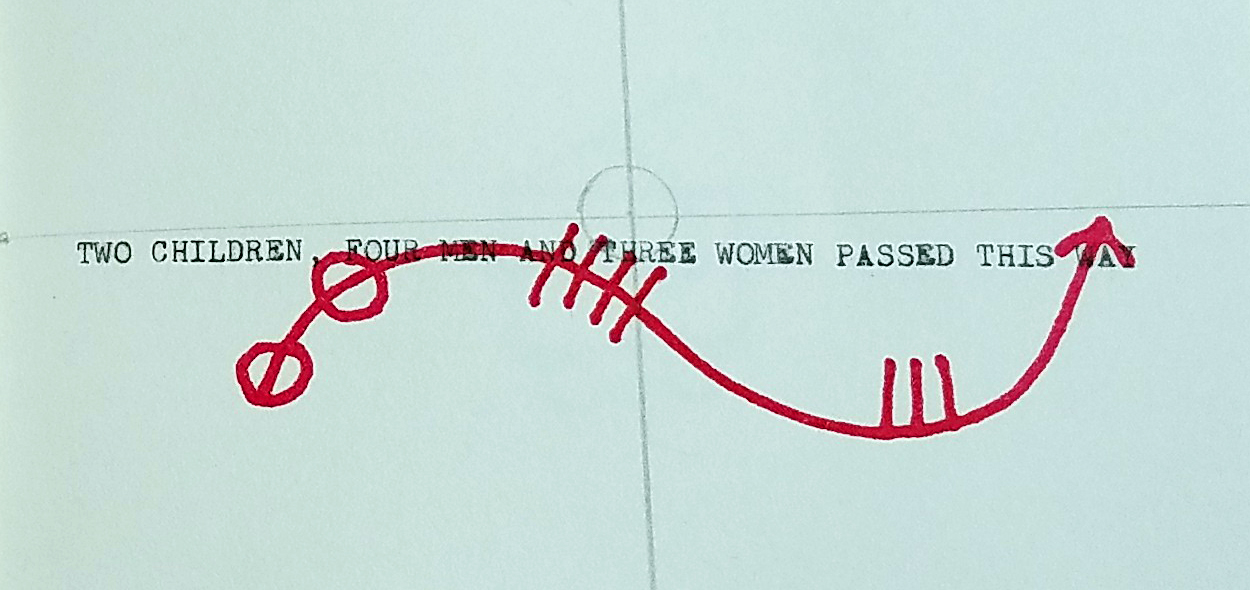 TWO CHILDREN, FOUR MEN AND THREE WOMEN PASSED THIS WAY